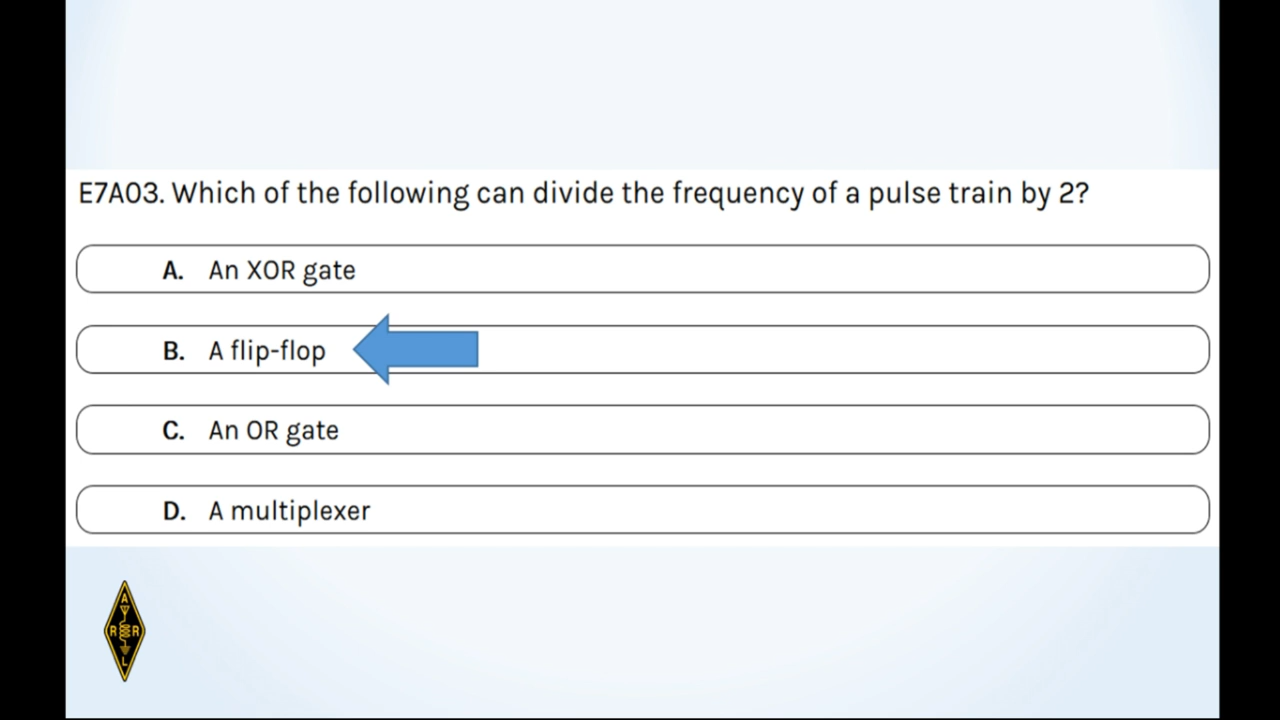 E7A03. Which of the following can divide the frequency of a pulse train by 2?
A. An XOR gate
B. A flip-flop
C. An OR gate
D. A multiplexer
A
R R
L